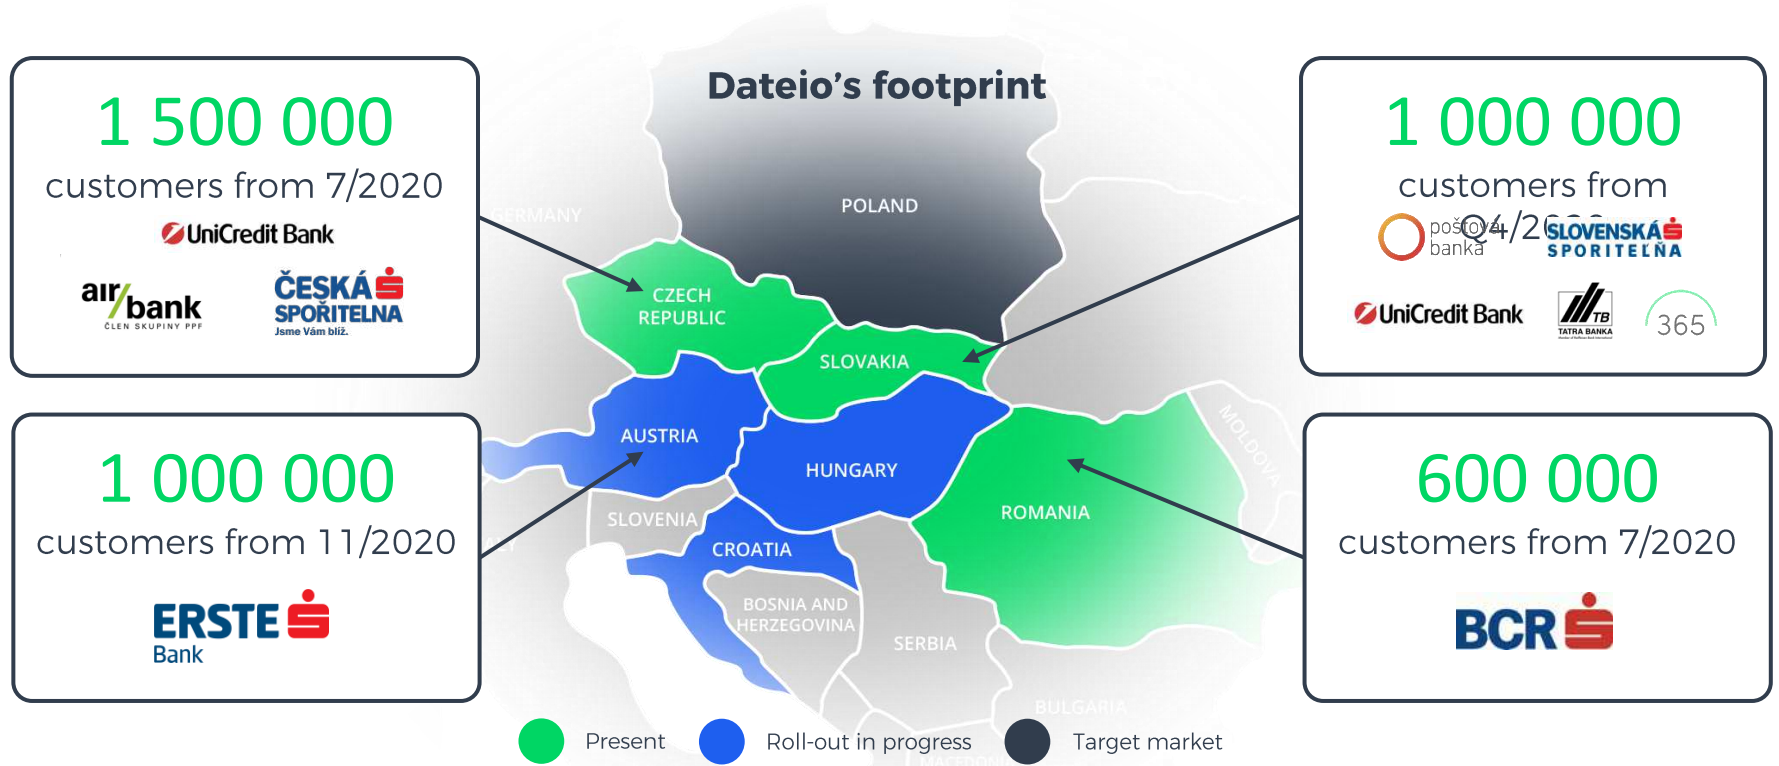 Dateio's footprint
1 500 000
customers from 7/2020
UniCredit Bank
air/bank
ČLEN SKUPINY PPF
ČESKÁ
SPOŘITELNA
Jsme Vám blíž.
1 000 000
customers from
Q4/2020
poštová
banka
SLOVENSKÁ
SPORITEĽŇA
UniCredit Bank
TB
TATRA BANKA
365
1 000 000
customers from 11/2020
ERSTE
Bank
600 000
customers from 7/2020
BCR
GERMANY
POLAND
CZECH
REPUBLIC
SLOVAKIA
AUSTRIA
HUNGARY
MOLDOVA
ROMANIA
SLOVENIA
CROATIA
BOSNIA AND
HERZEGOVINA
SERBIA
BULGARIA
MACEDONIA
Present
Roll-out in progress
Target market